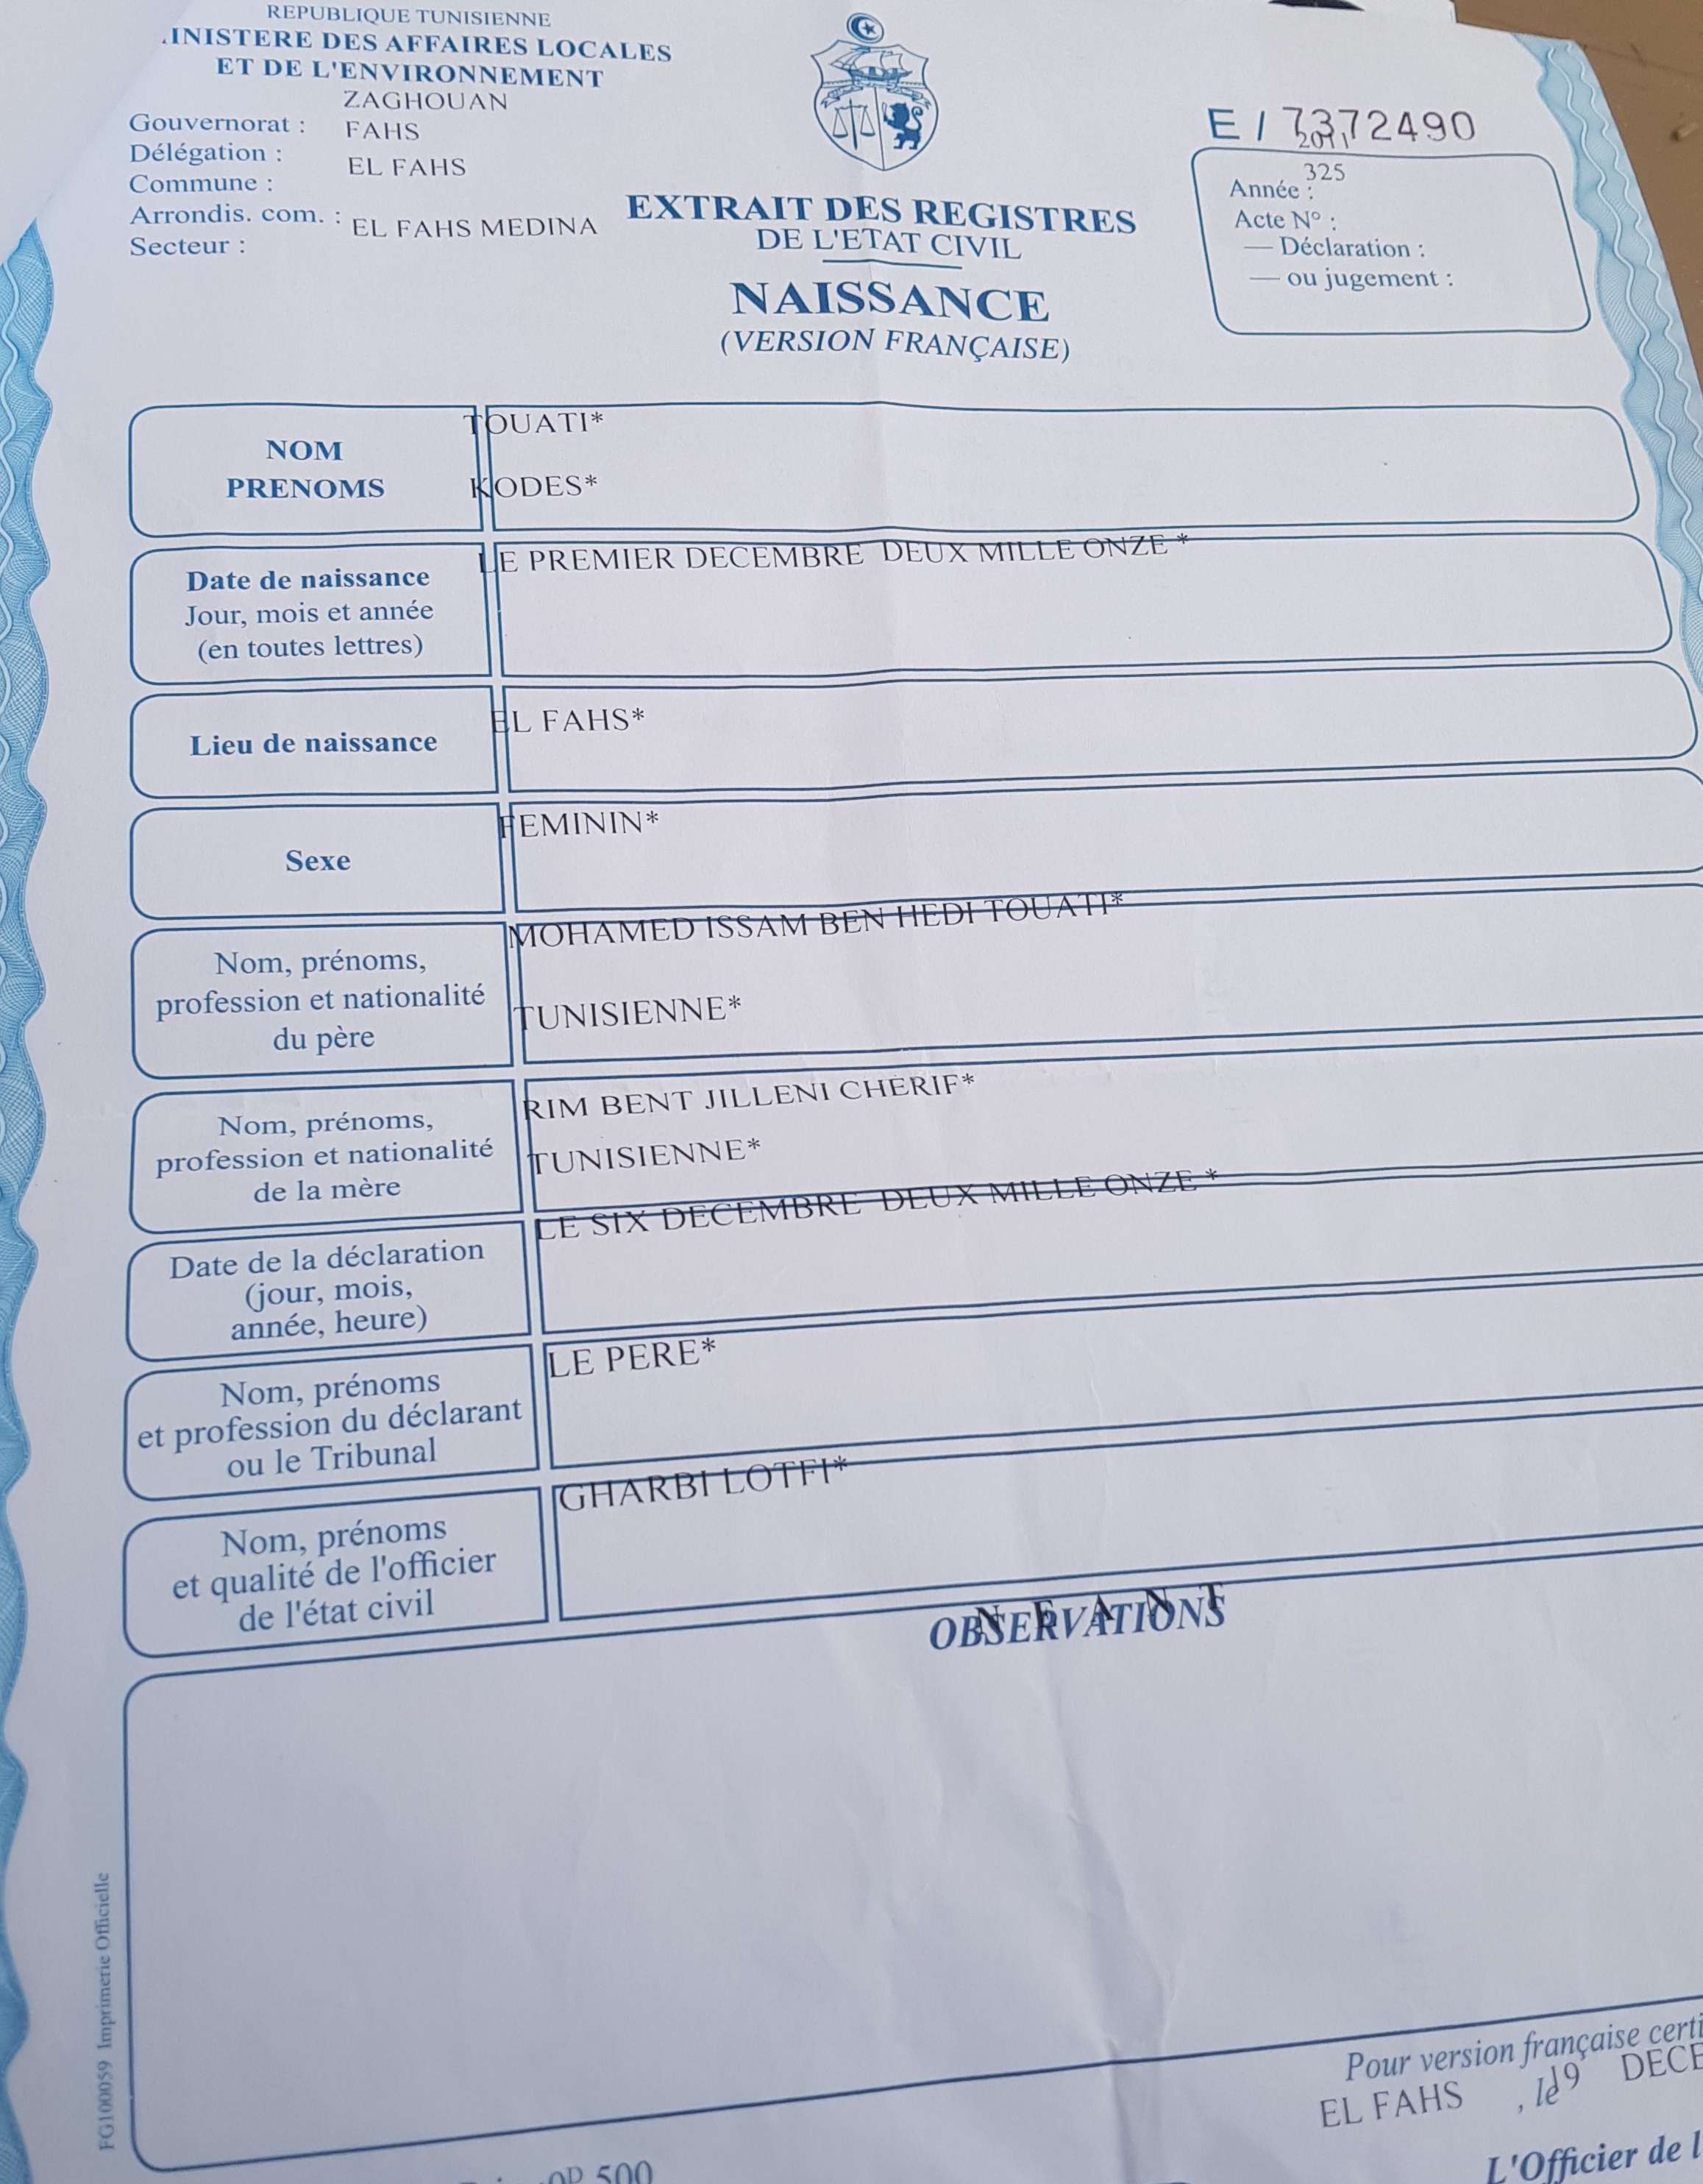 REPUBLIQUE TUNISIENNE
INISTERE DES AFFAIRES LOCALES
ET DE L'ENVIRONNEMENT
ZAGHOUAN
Gouvernorat : FAHS
Délégation : EL FAHS
Commune :
Arrondis. com. : EL FAHS MEDINA
Secteur :
EXTRAIT DES REGISTRES
DE L'ETAT CIVIL
NAISSANCE
(VERSION FRANÇAISE)
E / 7372490
2011
325
Année :
Acte N° :
— Déclaration :
— ou jugement :
NOM
PRENOMS
TOUATI*
KODES*
Date de naissance
Jour, mois et année
(en toutes lettres)
LE PREMIER DECEMBRE DEUX MILLE ONZE *
Lieu de naissance
EL FAHS*
Sexe
FEMININ*
Nom, prénoms,
profession et nationalité
du père
MOHAMED ISSAM BEN HEDI TOUATI*
TUNISIENNE*
Nom, prénoms,
profession et nationalité
de la mère
RIM BENT JILLENI CHERIF*
TUNISIENNE*
Date de la déclaration
(jour, mois,
année, heure)
LE SIX DECEMBRE DEUX MILLE ONZE *
Nom, prénoms
et profession du déclarant
ou le Tribunal
LE PERE*
Nom, prénoms
et qualité de l'officier
de l'état civil
GHARBI LOTFI*
N E A N T
OBSERVATIONS
Pour version française certi
EL FAHS , le 19 DECE
L'Officier de l
FG100059 Imprimerie Officielle
500